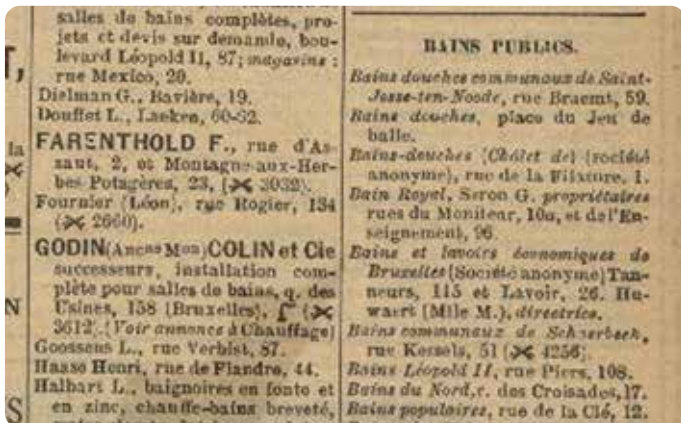 salles de bains complètes, pro-
jets et devis sur demande, bou-
levard Léopold II, 87; magasins :
rue Mexico, 20.
Dielman G., Bavière, 19.
Douffet L., Laeken, 60-62.
FARENTHOLD F., rue d'As-
saut, 2, et Montagne-aux-Her-
bes-Potagères, 23, (3032).
Fournier (Léon), rue Rogier, 134
(2660).
GODIN (Ancne Mon) COLIN et Cie
successeurs, installation com-
plète pour salles de bains, q. des
Usines, 158 (Bruxelles),
3612). (Voir annonce à Chauffage)
Goossens L., rue Verbist, 87.
Haase Henri, rue de Flandre, 44.
Halbart L., baignoires en fonte et
en zinc, chauffe-bains breveté,
BAINS PUBLICS.
Bains douches communaux de Saint-
Josse-ten-Noode, rue Braemt, 59.
Bains douches, place du Jeu de
balle.
Bains-douches (Châlet de) (société
anonyme), rue de la Filature, 1.
Bain Royal, Seron G. propriétaires
rues du Moniteur, 10a, et de l'En-
seignement, 96.
Bains et lavoirs économiques de
Bruxelles (Société anonyme) Tan-
neurs, 115 et Lavoir, 26. Hu-
waert (Mlle M.), directrice.
Bains communaux de Schaerbeek,
rue Kessels, 51 (4256).
Bains Léopold II, rue Piers, 108.
Bains du Nord, r. des Croisades, 17.
Bains populaires, rue de la Clé, 12.